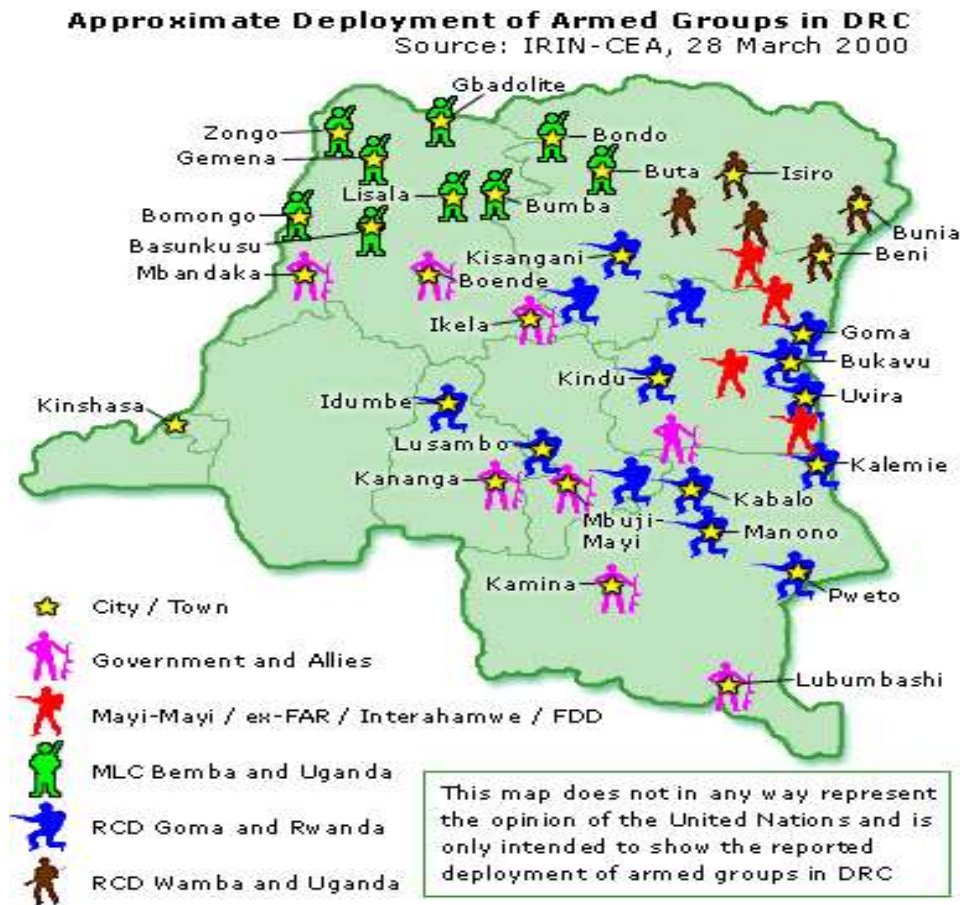 Approximate Deployment of Armed Groups in DRC
Source: IRIN-CEA, 28 March 2000
Gbadolite
Zongo
Bondo
Gemena
Buta
Isiro
Lisala
Bumba
Bomongo
Bunia
Basunkusu
Kisangani
Beni
Mbandaka
Boende
Ikela
Goma
Bukavu
Kindu
Uvira
Kinshasa
Idumbe
Lusambo
Kalemie
Kananga
Kabalo
Mbuji-
Mayi
Manono
Kamina
Pweto
Lubumbashi
City / Town
Government and Allies
Mayi-Mayi / ex-FAR / Interahamwe / FDD
MLC Bemba and Uganda
RCD Goma and Rwanda
RCD Wamba and Uganda
This map does not in any way represent
the opinion of the United Nations and is
only intended to show the reported
deployment of armed groups in DRC